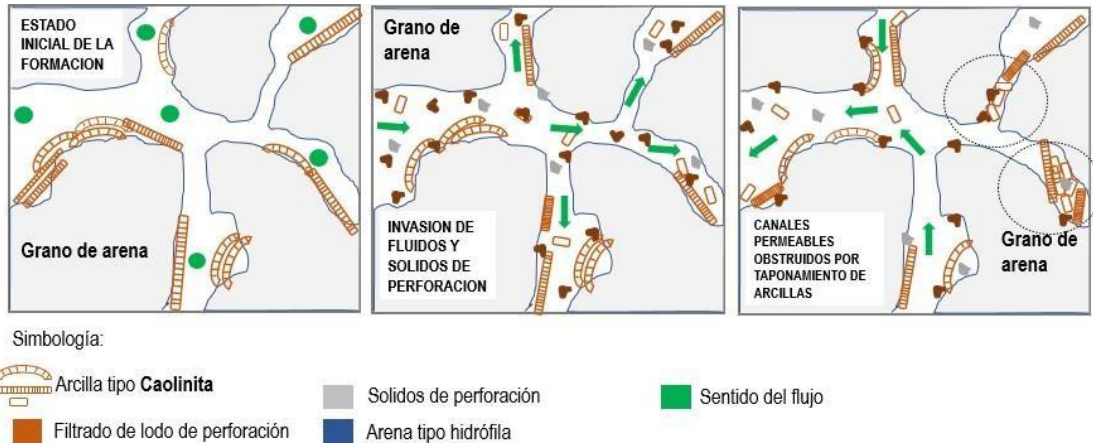 ESTADO
INICIAL DE LA
FORMACION
Grano de arena
Grano de
arena
INVASION DE
FLUIDOS Y
SOLIDOS DE
PERFORACION
CANALES
PERMEABLES
OBSTRUIDOS POR
TAPONAMIENTO DE
ARCILLAS
Grano de
arena
Simbología:
Arcilla tipo Caolinita
Solidos de perforación
Sentido del flujo
Filtrado de lodo de perforación
Arena tipo hidrófila